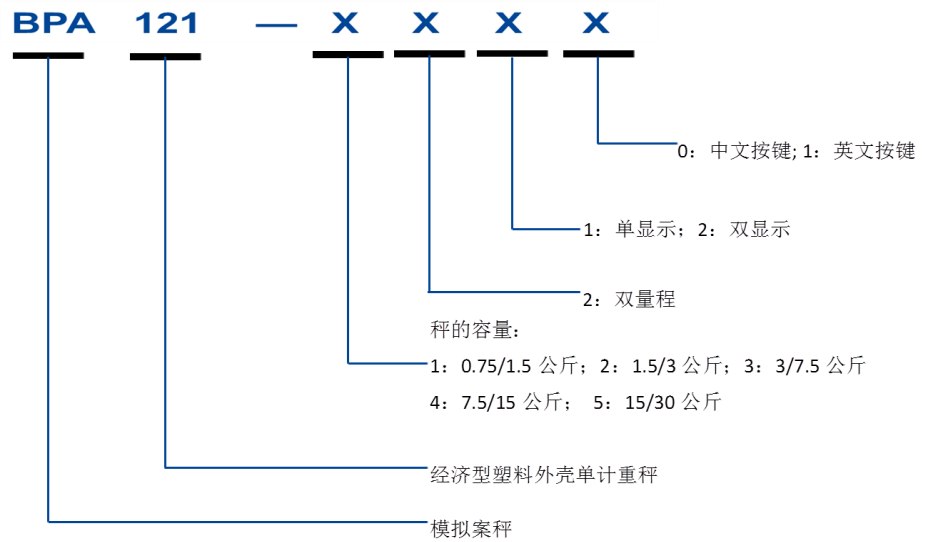 BPA 121 — X X X X
0：中文按键; 1：英文按键
1：单显示；2：双显示
2：双量程
秤的容量：
1：0.75/1.5 公斤；2：1.5/3 公斤；3：3/7.5 公斤
4：7.5/15 公斤； 5：15/30 公斤
经济型塑料外壳单计重秤
模拟案秤